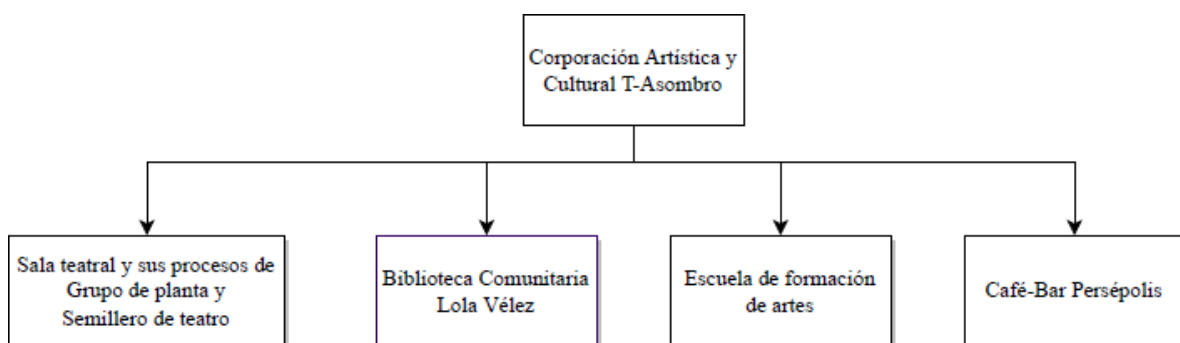 Corporación Artística y
Cultural T-Asombro
Sala teatral y sus procesos de
Grupo de planta y
Semillero de teatro
Biblioteca Comunitaria
Lola Vélez
Escuela de formación
de artes
Café-Bar Persépolis